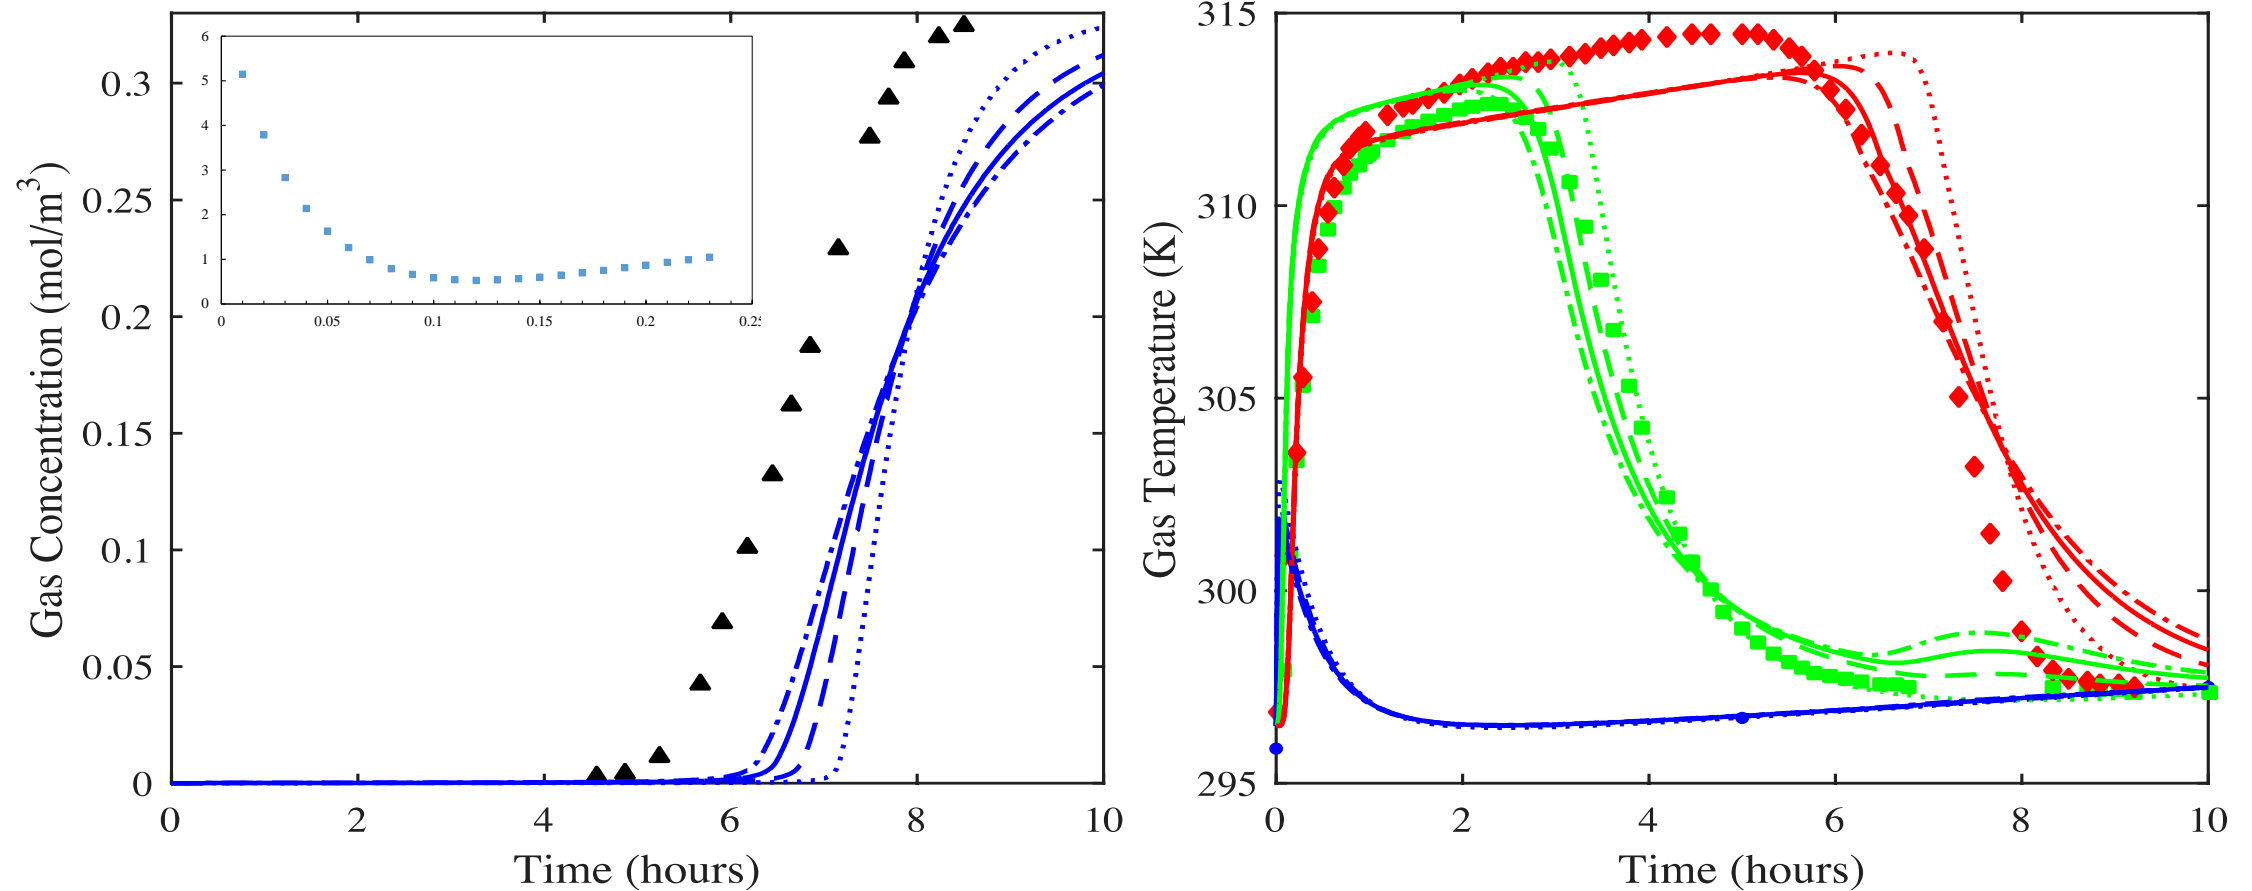 6
5
4
3
2
1
0
0 0.05 0.1 0.15 0.2 0.25
0.3
0.25
0.2
0.15
0.1
0.05
0
0 2 4 6 8 10
Time (hours)
Gas Concentration (mol/m³)
315
310
305
300
295
0 2 4 6 8 10
Time (hours)
Gas Temperature (K)